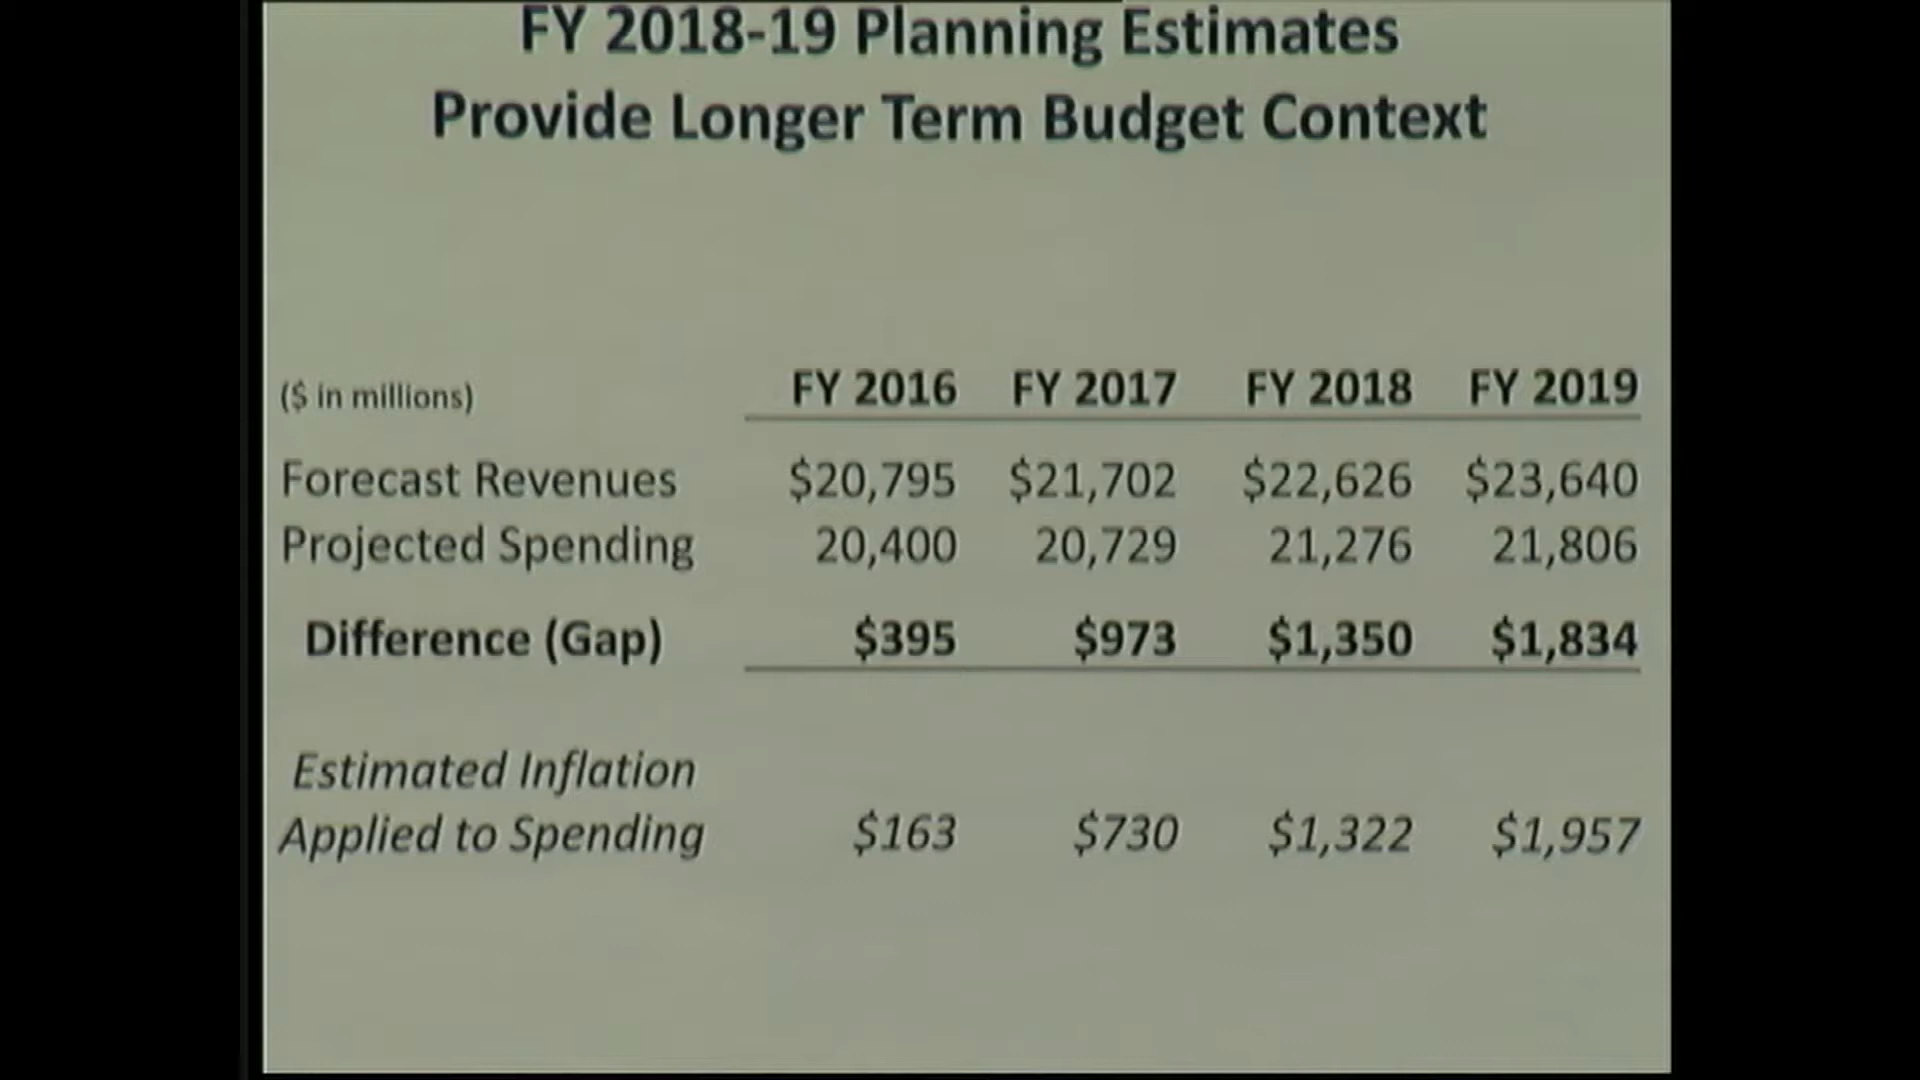 FY 2018-19 Planning Estimates
Provide Longer Term Budget Context
($ in millions) FY 2016 FY 2017 FY 2018 FY 2019
Forecast Revenues $20,795 $21,702 $22,626 $23,640
Projected Spending 20,400 20,729 21,276 21,806
Difference (Gap) $395 $973 $1,350 $1,834
Estimated Inflation
Applied to Spending $163 $730 $1,322 $1,957